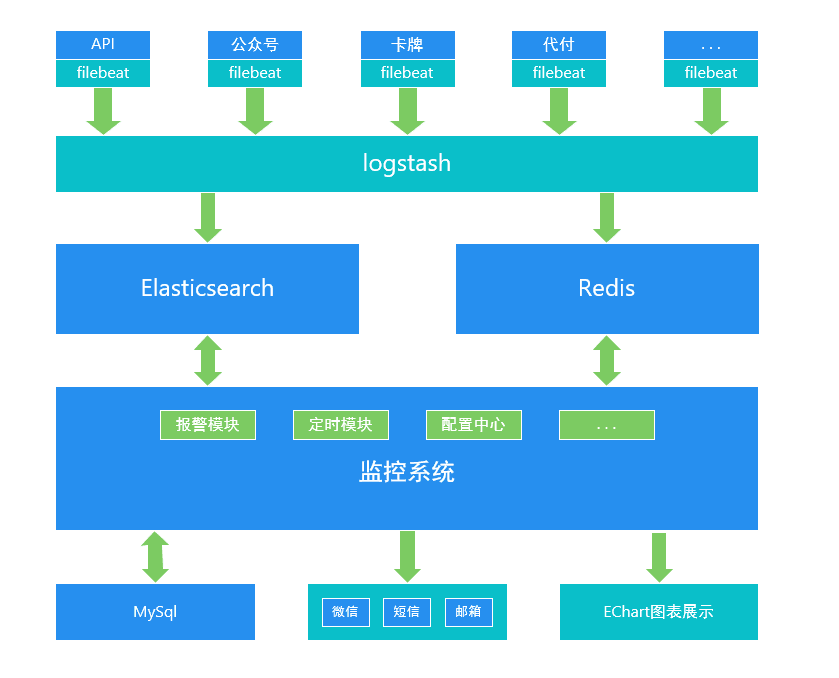 API
公众号
卡牌
代付
...
filebeat
filebeat
filebeat
filebeat
filebeat
logstash
Elasticsearch
Redis
报警模块
定时模块
配置中心
...
监控系统
MySql
微信
短信
邮箱
EChart图表展示